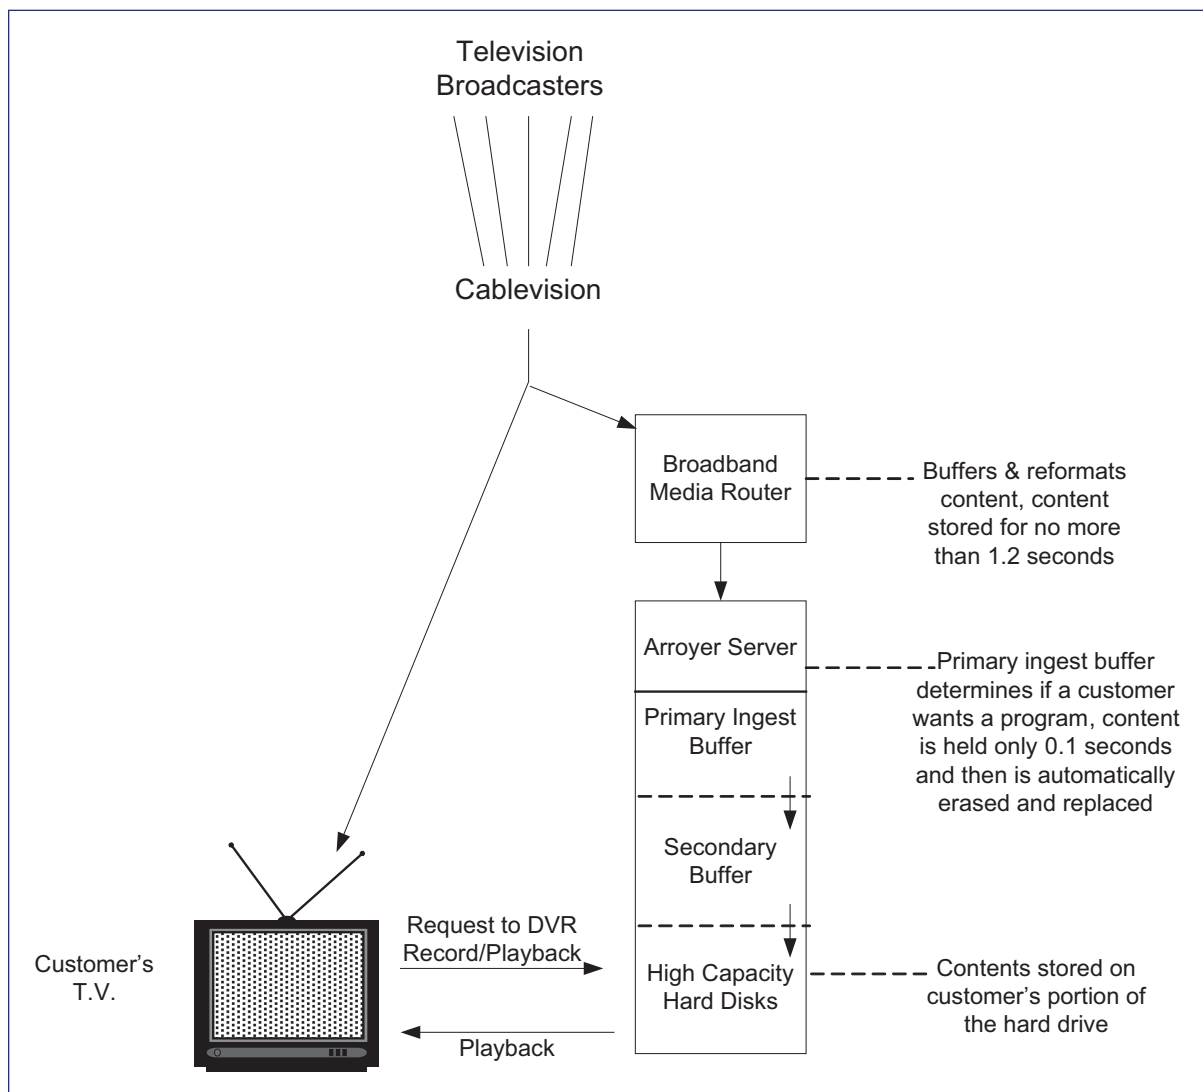 Television
Broadcasters
Cablevision
Broadband
Media Router
Buffers & reformats
content, content
stored for no more
than 1.2 seconds
Arroyer Server
Primary ingest buffer
determines if a customer
wants a program, content
is held only 0.1 seconds
and then is automatically
erased and replaced
Primary Ingest
Buffer
Secondary
Buffer
Request to DVR
Record/Playback
Customer's
T.V.
High Capacity
Hard Disks
Contents stored on
customer's portion of
the hard drive
Playback